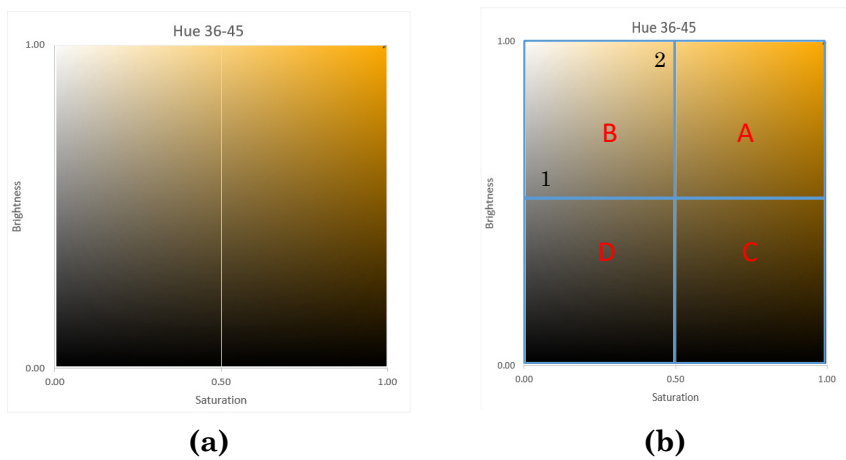 Hue 36-45
1.00
Brightness
0.00
0.00 0.50 1.00
Saturation
(a)
Hue 36-45
1.00
2
B A
1
Brightness
D C
0.00
0.00 0.50 1.00
Saturation
(b)